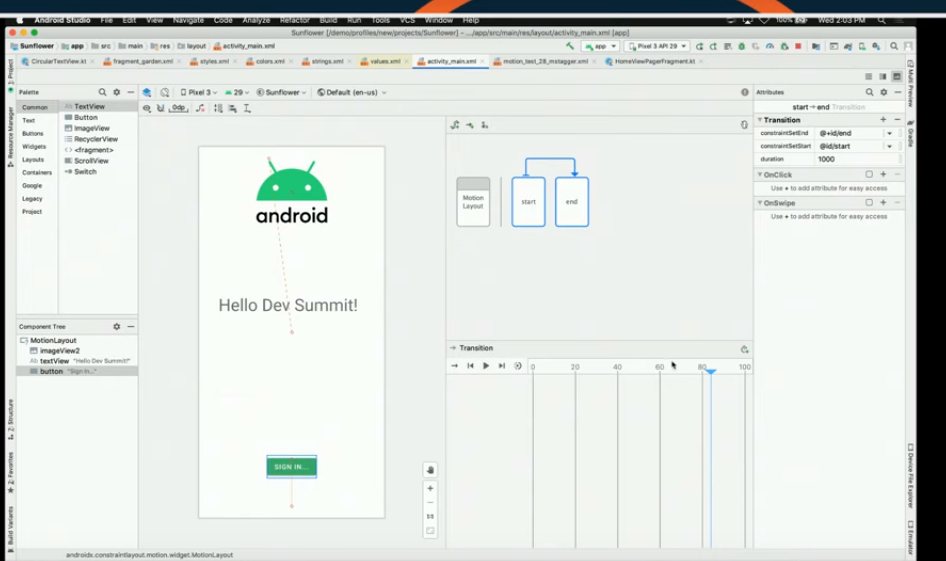 Android Studio File Edit View Navigate Code Analyze Refactor Build Run Tools VCS Window Help 100% Wed 2:03 PM
Sunflower [/demo/profiles/new/projects/Sunflower] – .../app/src/main/res/layout/activity_main.xml [app]
Sunflower app src main res layout activity_main.xml app Pixel 3 API 29
CircularTextView.kt fragment_garden.xml styles.xml colors.xml strings.xml values.xml activity_main.xml motion_test_28_mstagger.xml HomeViewPagerFragment.kt
1: Project
Resource Manager
Palette
Common
Text
Buttons
Widgets
Layouts
Containers
Google
Legacy
Project
TextView
Button
ImageView
RecyclerView
<fragment>
ScrollView
Switch
Component Tree
MotionLayout
imageView2
Ab textView "Hello Dev Summit!"
button "Sign in..."
Z: Structure
2: Favorites
Build Variants
Pixel 3 29 Sunflower Default (en-us)
0dp
android
Hello Dev Summit!
SIGN IN...
1:1
Motion
Layout
start
end
Transition
0 20 40 60 80 100
Attributes
start end Transition
Transition
constraintSetEnd @+id/end
constraintSetStart @id/start
duration 1000
OnClick
Use + to add attribute for easy access
OnSwipe
Use + to add attribute for easy access
Multi Preview
Gradle
Device File Explorer
Emulator
androidx.constraintlayout.motion.widget.MotionLayout